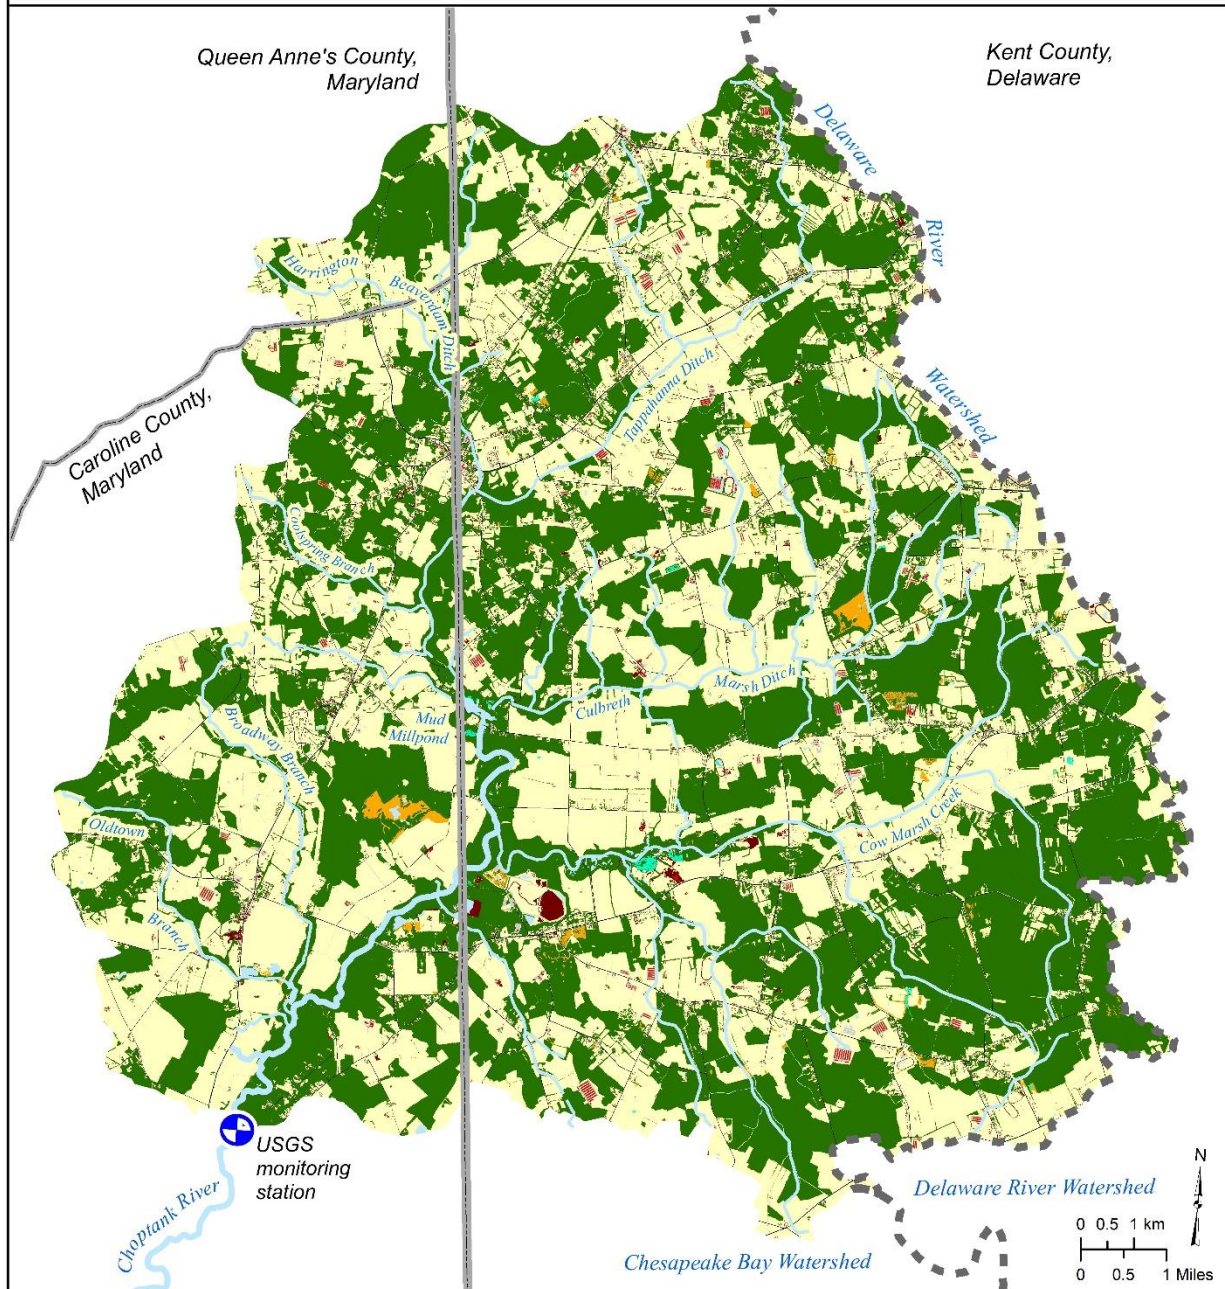 Queen Anne's County,
Maryland
Kent County,
Delaware
Delaware
River
Watershed
Harrington
Beaverdam Ditch
Caroline County,
Maryland
Tappahanna Ditch
Coolspring Branch
Marsh Ditch
Culbreth
Mud
Millpond
Broadway Branch
Oldtown
Branch
Cow Marsh Creek
USGS
monitoring
station
Choptank River
Delaware River Watershed
Chesapeake Bay Watershed
N
0 0.5 1 km
0 0.5 1 Miles